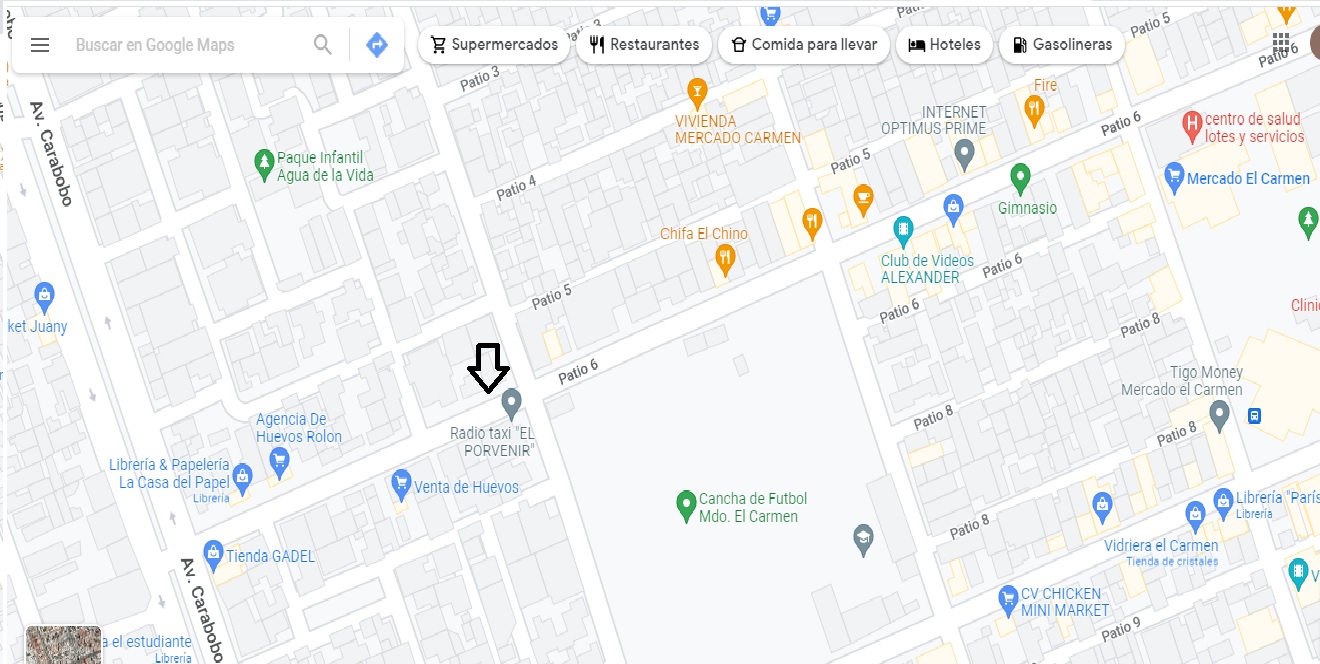 Buscar en Google Maps
Supermercados
Restaurantes
Comida para llevar
Hoteles
Gasolineras
Patio 3
Patio 5
Patio 6
Patio 3
Fire
VIVIENDA
MERCADO CARMEN
INTERNET
OPTIMUS PRIME
Patio 6
centro de salud
lotes y servicios
Av. Carabobo
Paque Infantil
Agua de la Vida
Patio 4
Patio 5
Mercado El Carmen
Gimnasio
Chifa El Chino
Club de Videos
ALEXANDER
Patio 6
Patio 5
Patio 6
ket Juany
Patio 8
Patio 6
Tigo Money
Mercado el Carmen
Agencia De
Huevos Rolon
Radio taxi "EL
PORVENIR"
Patio 8
Patio 8
Librería & Papelería
La Casa del Papel
Librería
Venta de Huevos
Cancha de Futbol
Mdo. El Carmen
Librería "París
Librería
Patio 8
Vidriera el Carmen
Tienda de cristales
Tienda GADEL
Av. Carabobo
CV CHICKEN
MINI MARKET
Patio 9
a el estudiante
Librería